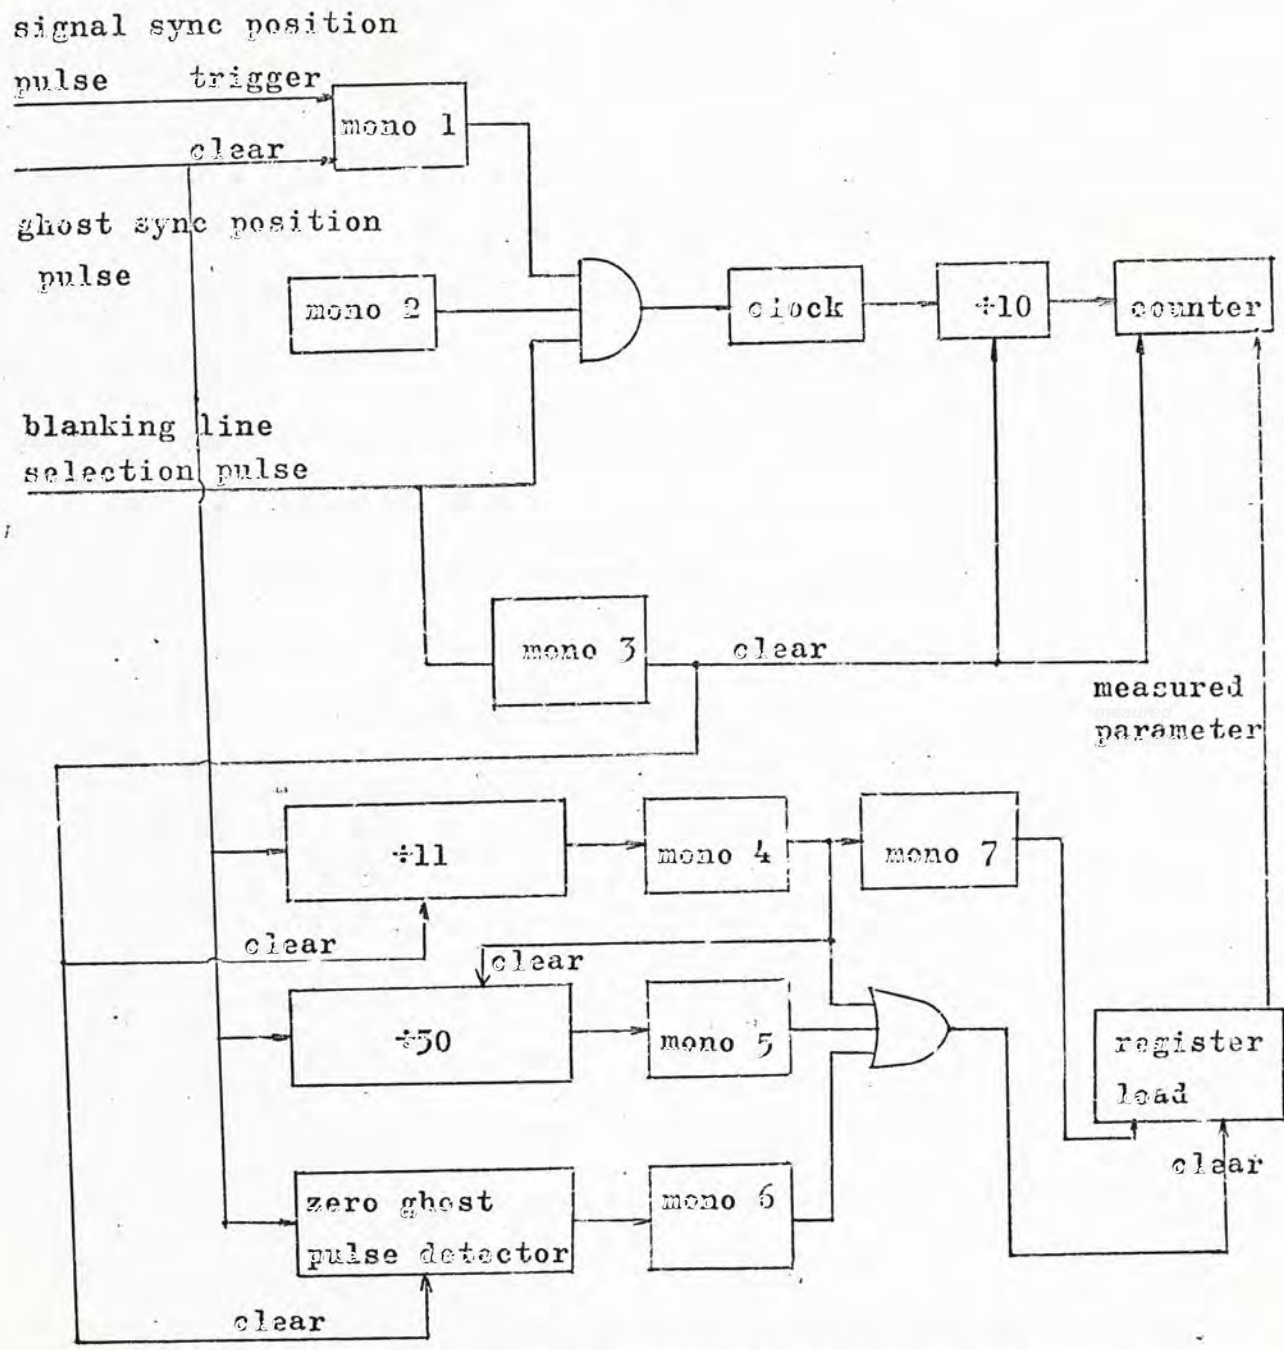 signal sync position
pulse trigger
mono 1
clear
ghost sync position
pulse
mono 2
clock
÷10
counter
blanking line
selection pulse
mono 3
clear
measured
parameter
÷11
mono 4
mono 7
clear
clear
÷50
mono 5
register
load
clear
zero ghost
pulse detector
mono 6
clear